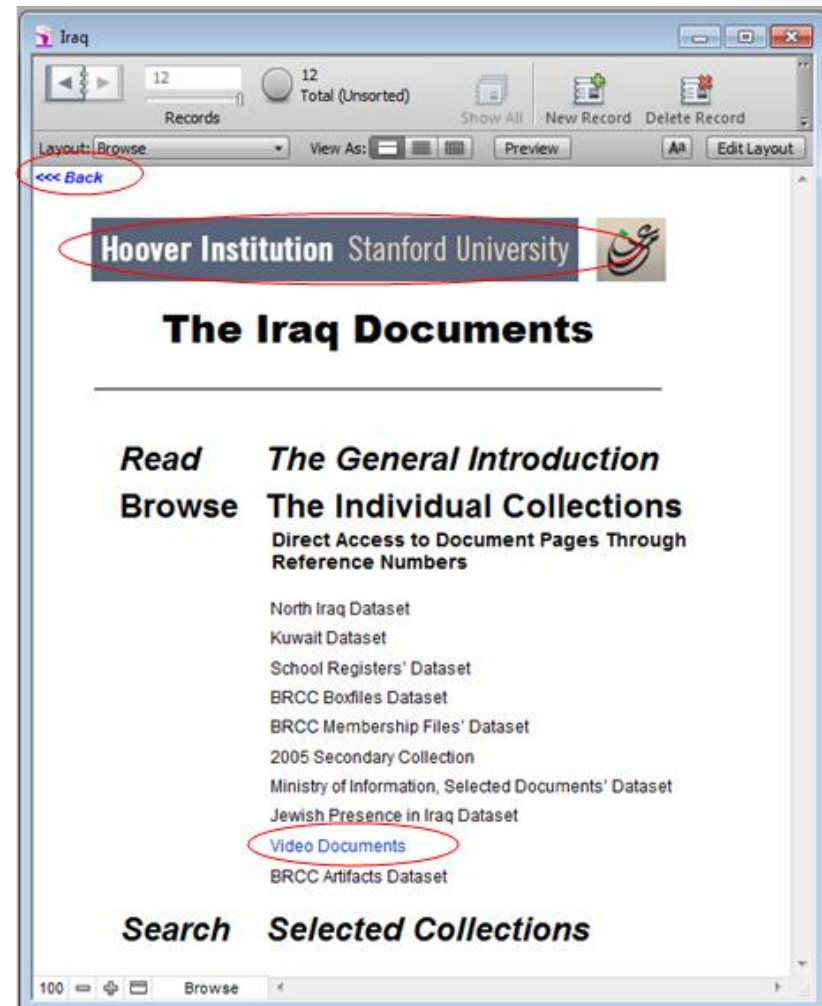 Iraq
12
12
Total (Unsorted)
Records
Show All
New Record
Delete Record
Layout: Browse
View As:
Preview
Aa
Edit Layout
<<< Back
Hoover Institution Stanford University
The Iraq Documents
Read The General Introduction
Browse The Individual Collections
Direct Access to Document Pages Through
Reference Numbers
North Iraq Dataset
Kuwait Dataset
School Registers' Dataset
BRCC Boxfiles Dataset
BRCC Membership Files' Dataset
2005 Secondary Collection
Ministry of Information, Selected Documents' Dataset
Jewish Presence in Iraq Dataset
Video Documents
BRCC Artifacts Dataset
Search Selected Collections
100
Browse